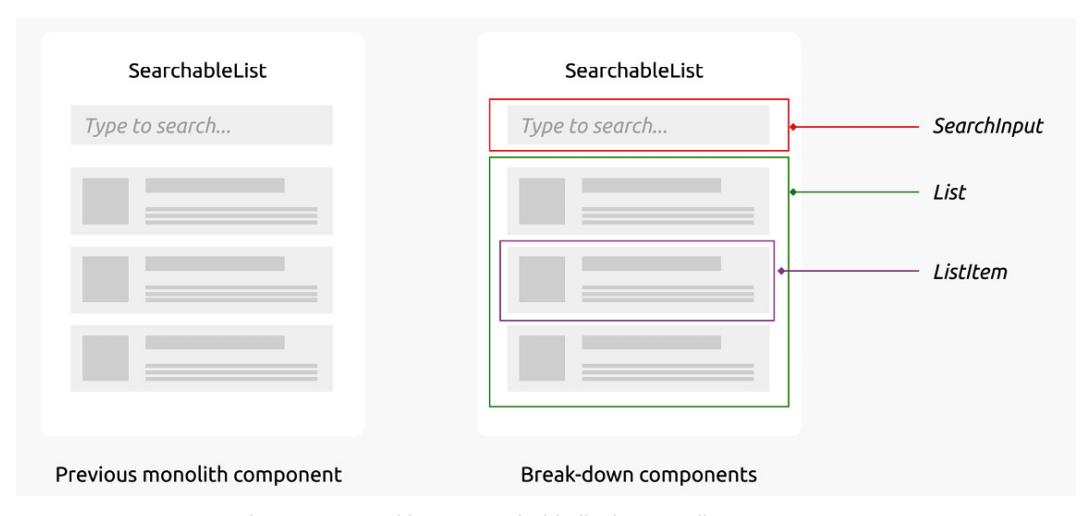 SearchableList
Type to search...
Previous monolith component
SearchableList
Type to search...
SearchInput
List
ListItem
Break-down components